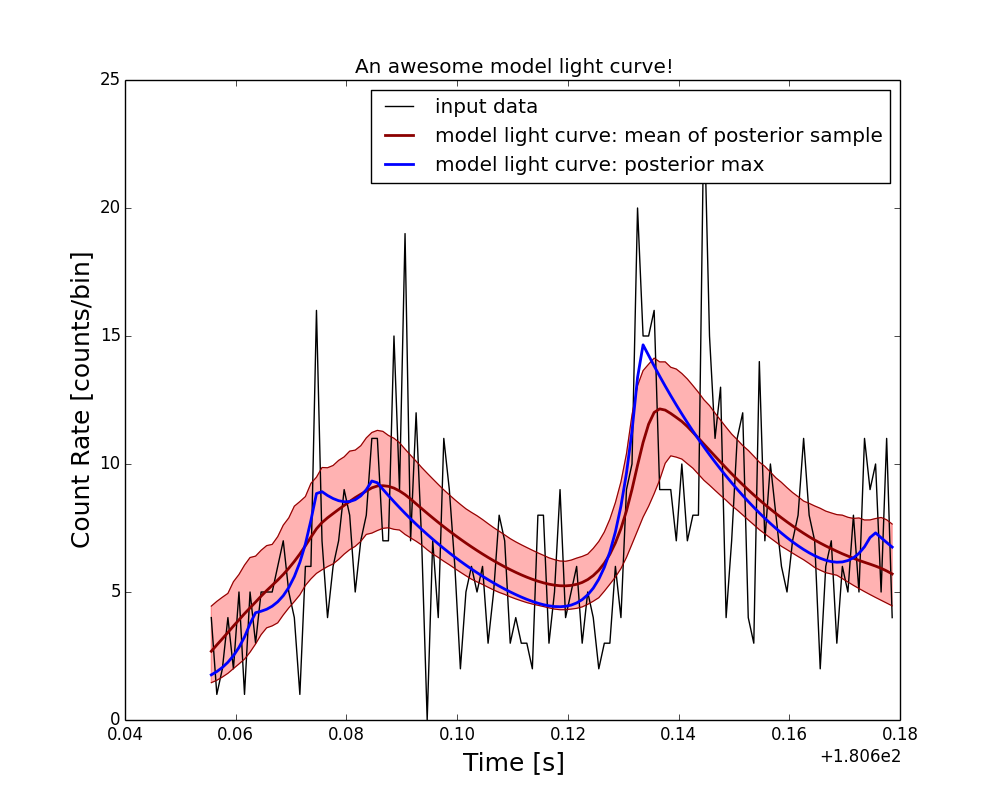 An awesome model light curve!
input data
model light curve: mean of posterior sample
model light curve: posterior max
Count Rate [counts/bin]
25
20
15
10
5
0
0.04 0.06 0.08 0.10 0.12 0.14 0.16 0.18
+1.806e2
Time [s]